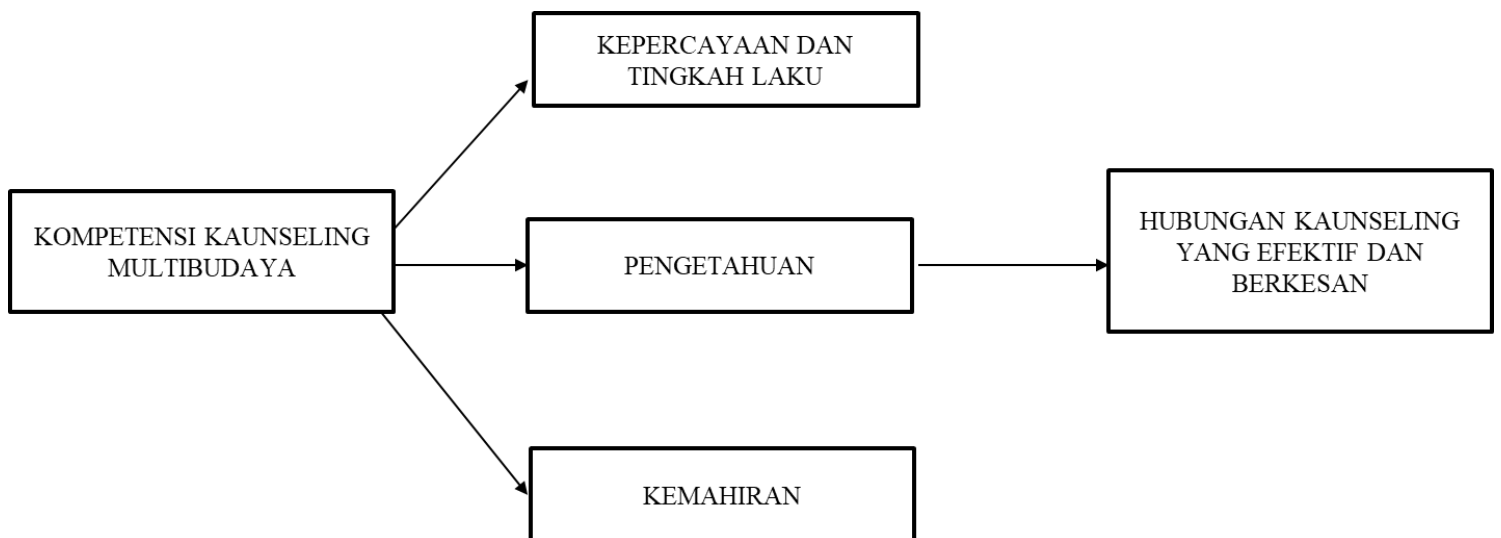 KEPERCAYAAN DAN
TINGKAH LAKU
KOMPETENSI KAUNSELING
MULTIBUDAYA
PENGETAHUAN
HUBUNGAN KAUNSELING
YANG EFEKTIF DAN
BERKESAN
KEMAHIRAN